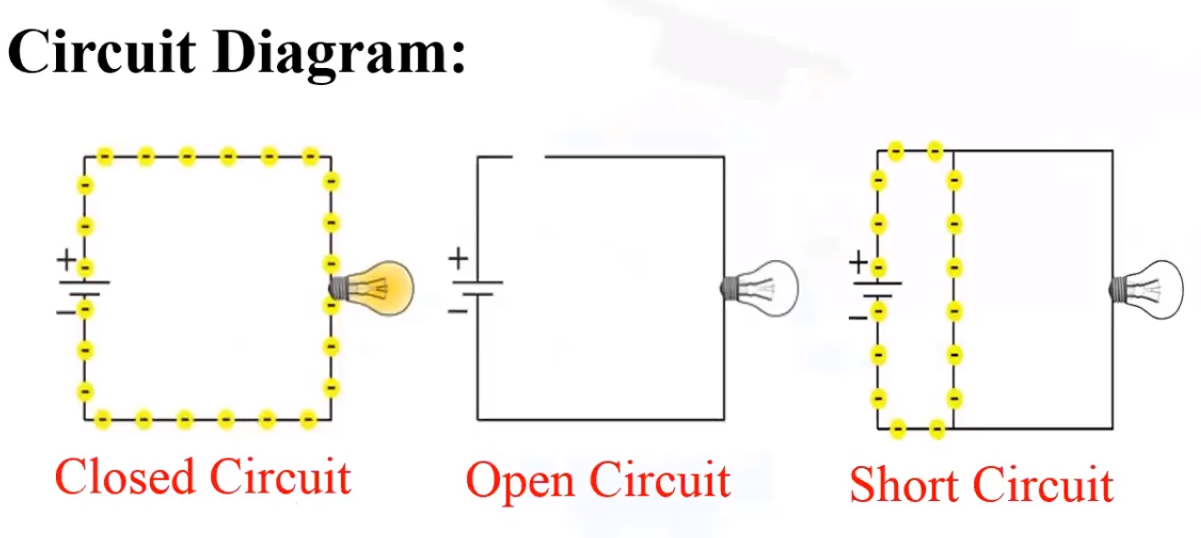 Circuit Diagram:
+
+
+
Closed Circuit
Open Circuit
Short Circuit